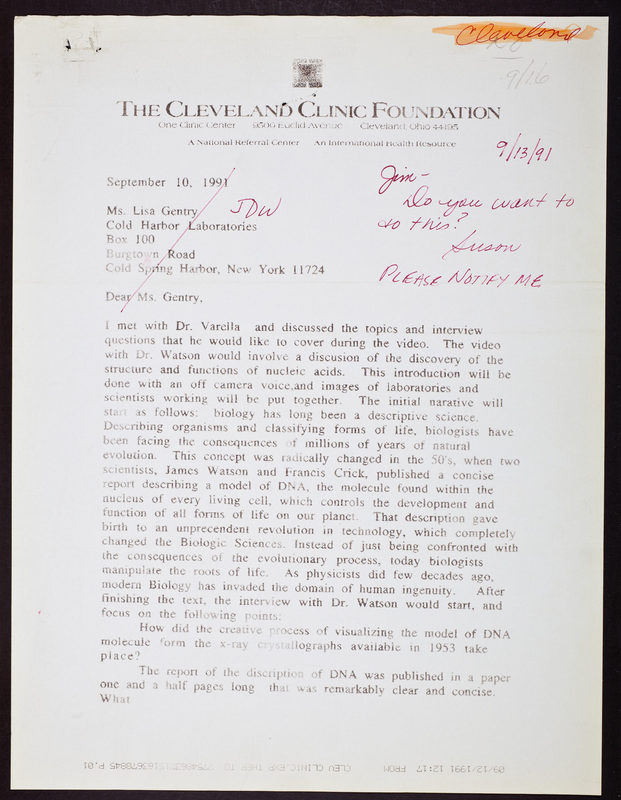 Cleveland
9/16
THE CLEVELAND CLINIC FOUNDATION
One Clinic Center 9500 Euclid Avenue Cleveland, Ohio 44195
A National Referral Center An International Health Resource
9/13/91
September 10, 1991
Jim-
Do you want to
do this?
Susan
PLEASE NOTIFY ME
Ms. Lisa Gentry JDW
Cold Harbor Laboratories
Box 100
Burgtown Road
Cold Spring Harbor, New York 11724
Dear Ms. Gentry,
I met with Dr. Varella and discussed the topics and interview
questions that he would like to cover during the video. The video
with Dr. Watson would involve a discusion of the discovery of the
structure and functions of nucleic acids. This introduction will be
done with an off camera voice,and images of laboratories and
scientists working will be put together. The initial narative will
start as follows: biology has long been a descriptive science.
Describing organisms and classifying forms of life, biologists have
been facing the consequences of millions of years of natural
evolution. This concept was radically changed in the 50's, when two
scientists, James Watson and Francis Crick, published a concise
report describing a model of DNA, the molecule found within the
nucleus of every living cell, which controls the development and
function of all forms of life on our planet. That description gave
birth to an unprecendent revolution in technology, which completely
changed the Biologic Sciences. Instead of just being confronted with
the consequences of the evolutionary process, today biologists
manipulate the roots of life. As physicists did few decades ago,
modern Biology has invaded the domain of human ingenuity. After
finishing the text, the interview with Dr. Watson would start, and
focus on the following points:
How did the creative process of visualizing the model of DNA
molecule form the x-ray crystallographs available in 1953 take
place?
The report of the discription of DNA was published in a paper
one and a half pages long that was remarkably clear and concise.
What
09/12/1991 12:17 FROM CLEV CLINIC,EXP THER TO P.01